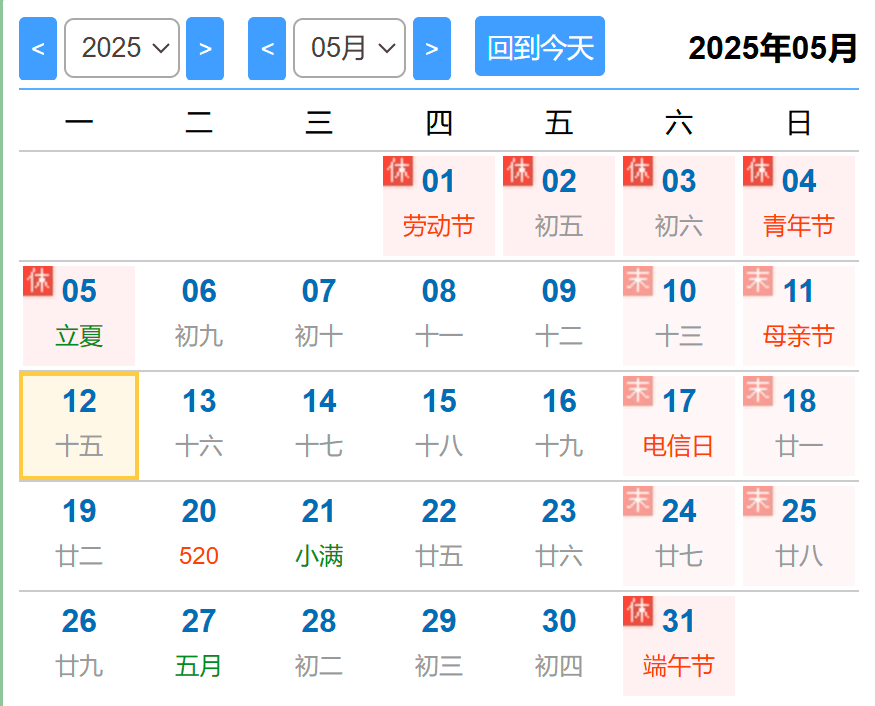 < 2025 > < 05月 > 回到今天 2025年05月
一 二 三 四 五 六 日
休 01 休 02 休 03 休 04
劳动节 初五 初六 青年节
休 05 06 07 08 09 末 10 末 11
立夏 初九 初十 十一 十二 十三 母亲节
12 13 14 15 16 末 17 末 18
十五 十六 十七 十八 十九 电信日 廿一
19 20 21 22 23 末 24 末 25
廿二 520 小满 廿五 廿六 廿七 廿八
26 27 28 29 30 休 31
廿九 五月 初二 初三 初四 端午节